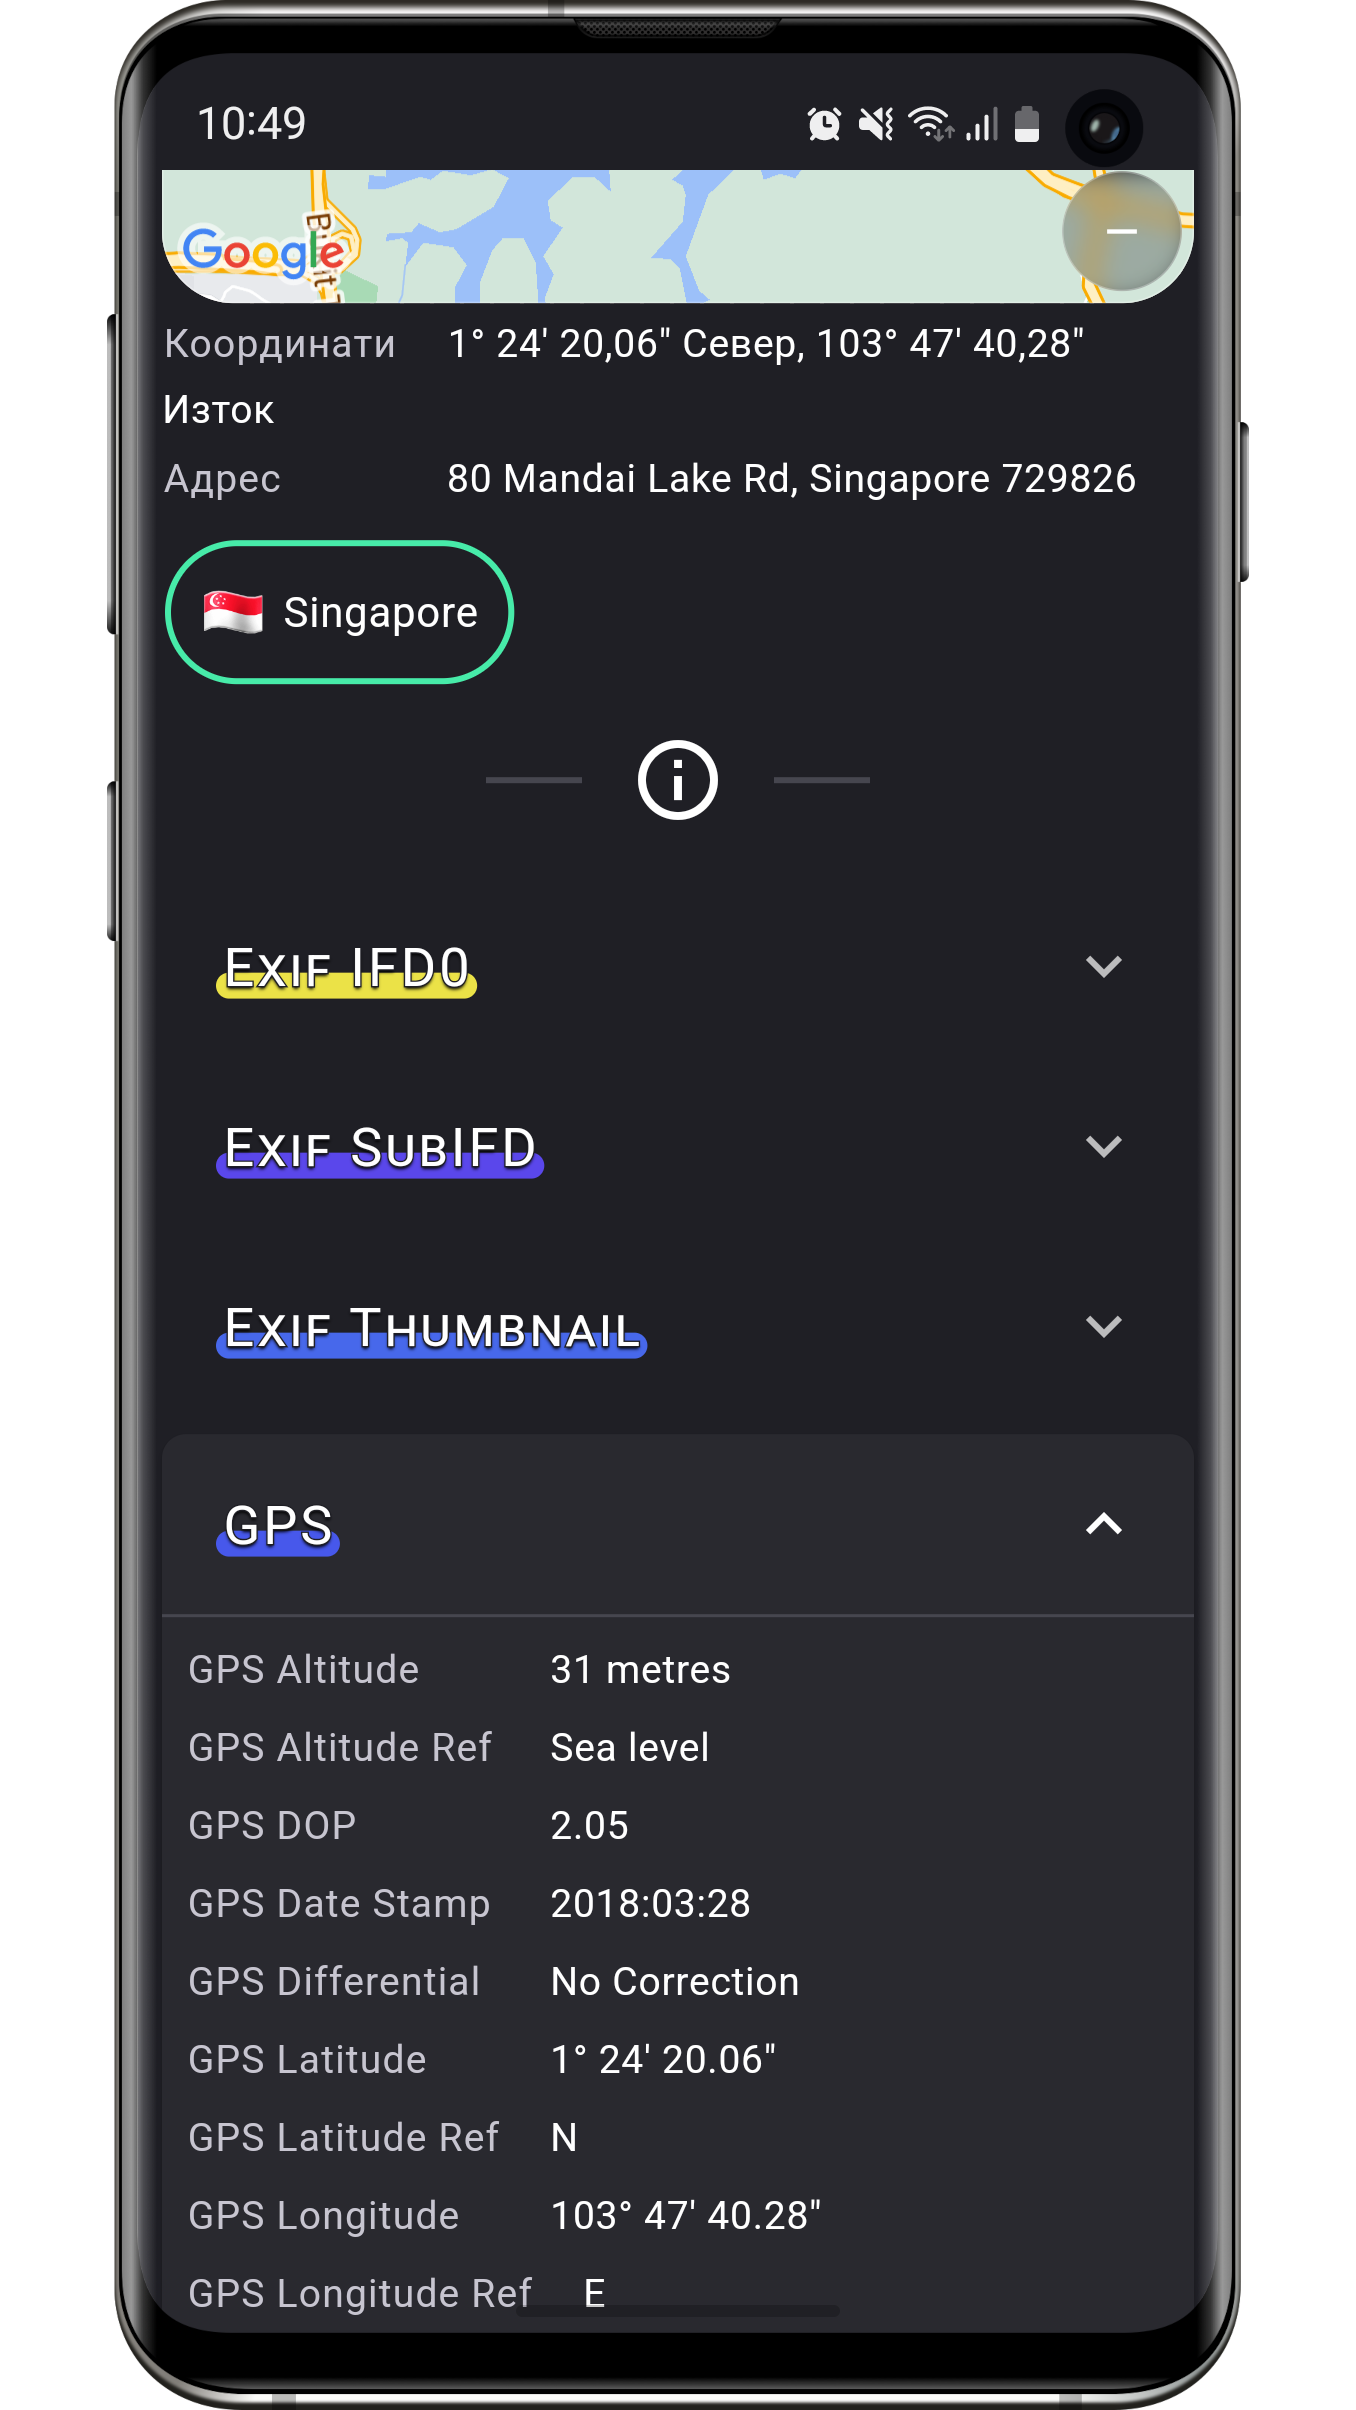 10:49
Google
Координати 1° 24' 20,06" Север, 103° 47' 40,28"
Изток
Адрес 80 Mandai Lake Rd, Singapore 729826
Singapore
Exif IFD0
Exif SubIFD
Exif Thumbnail
GPS
GPS Altitude 31 metres
GPS Altitude Ref Sea level
GPS DOP 2.05
GPS Date Stamp 2018:03:28
GPS Differential No Correction
GPS Latitude 1° 24' 20.06"
GPS Latitude Ref N
GPS Longitude 103° 47' 40.28"
GPS Longitude Ref E